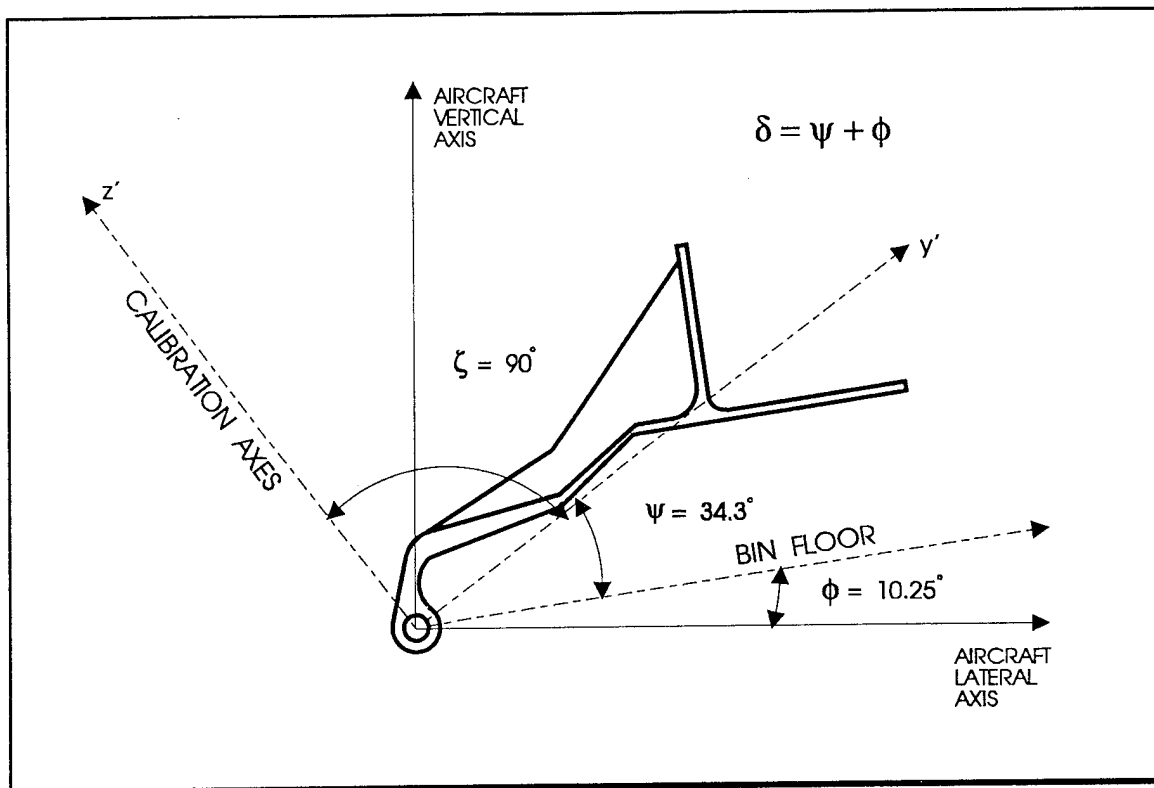 AIRCRAFT
VERTICAL
AXIS
δ = ψ + ϕ
z′
y′
CALIBRATION AXES
ζ = 90°
ψ = 34.3°
BIN FLOOR
ϕ = 10.25°
AIRCRAFT
LATERAL
AXIS